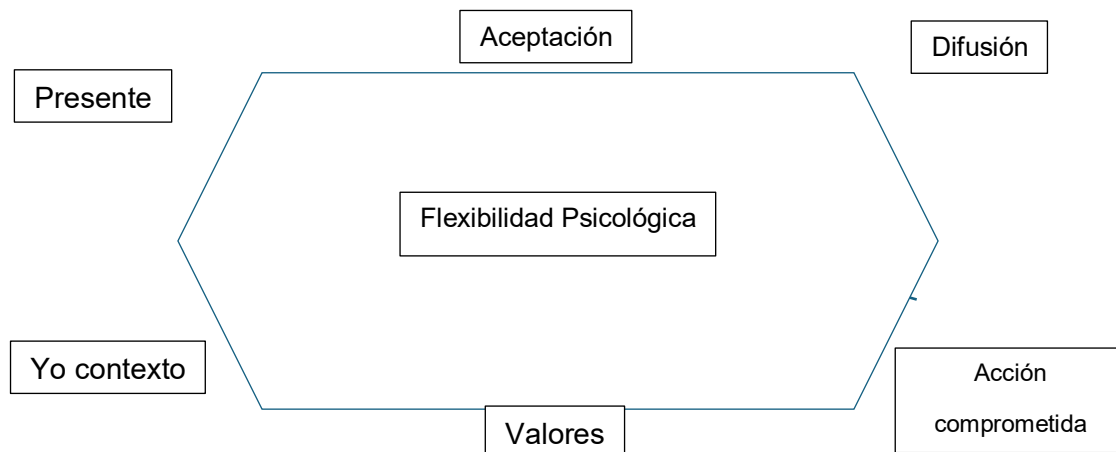 Aceptación
Difusión
Presente
Flexibilidad Psicológica
Yo contexto
Acción
comprometida
Valores